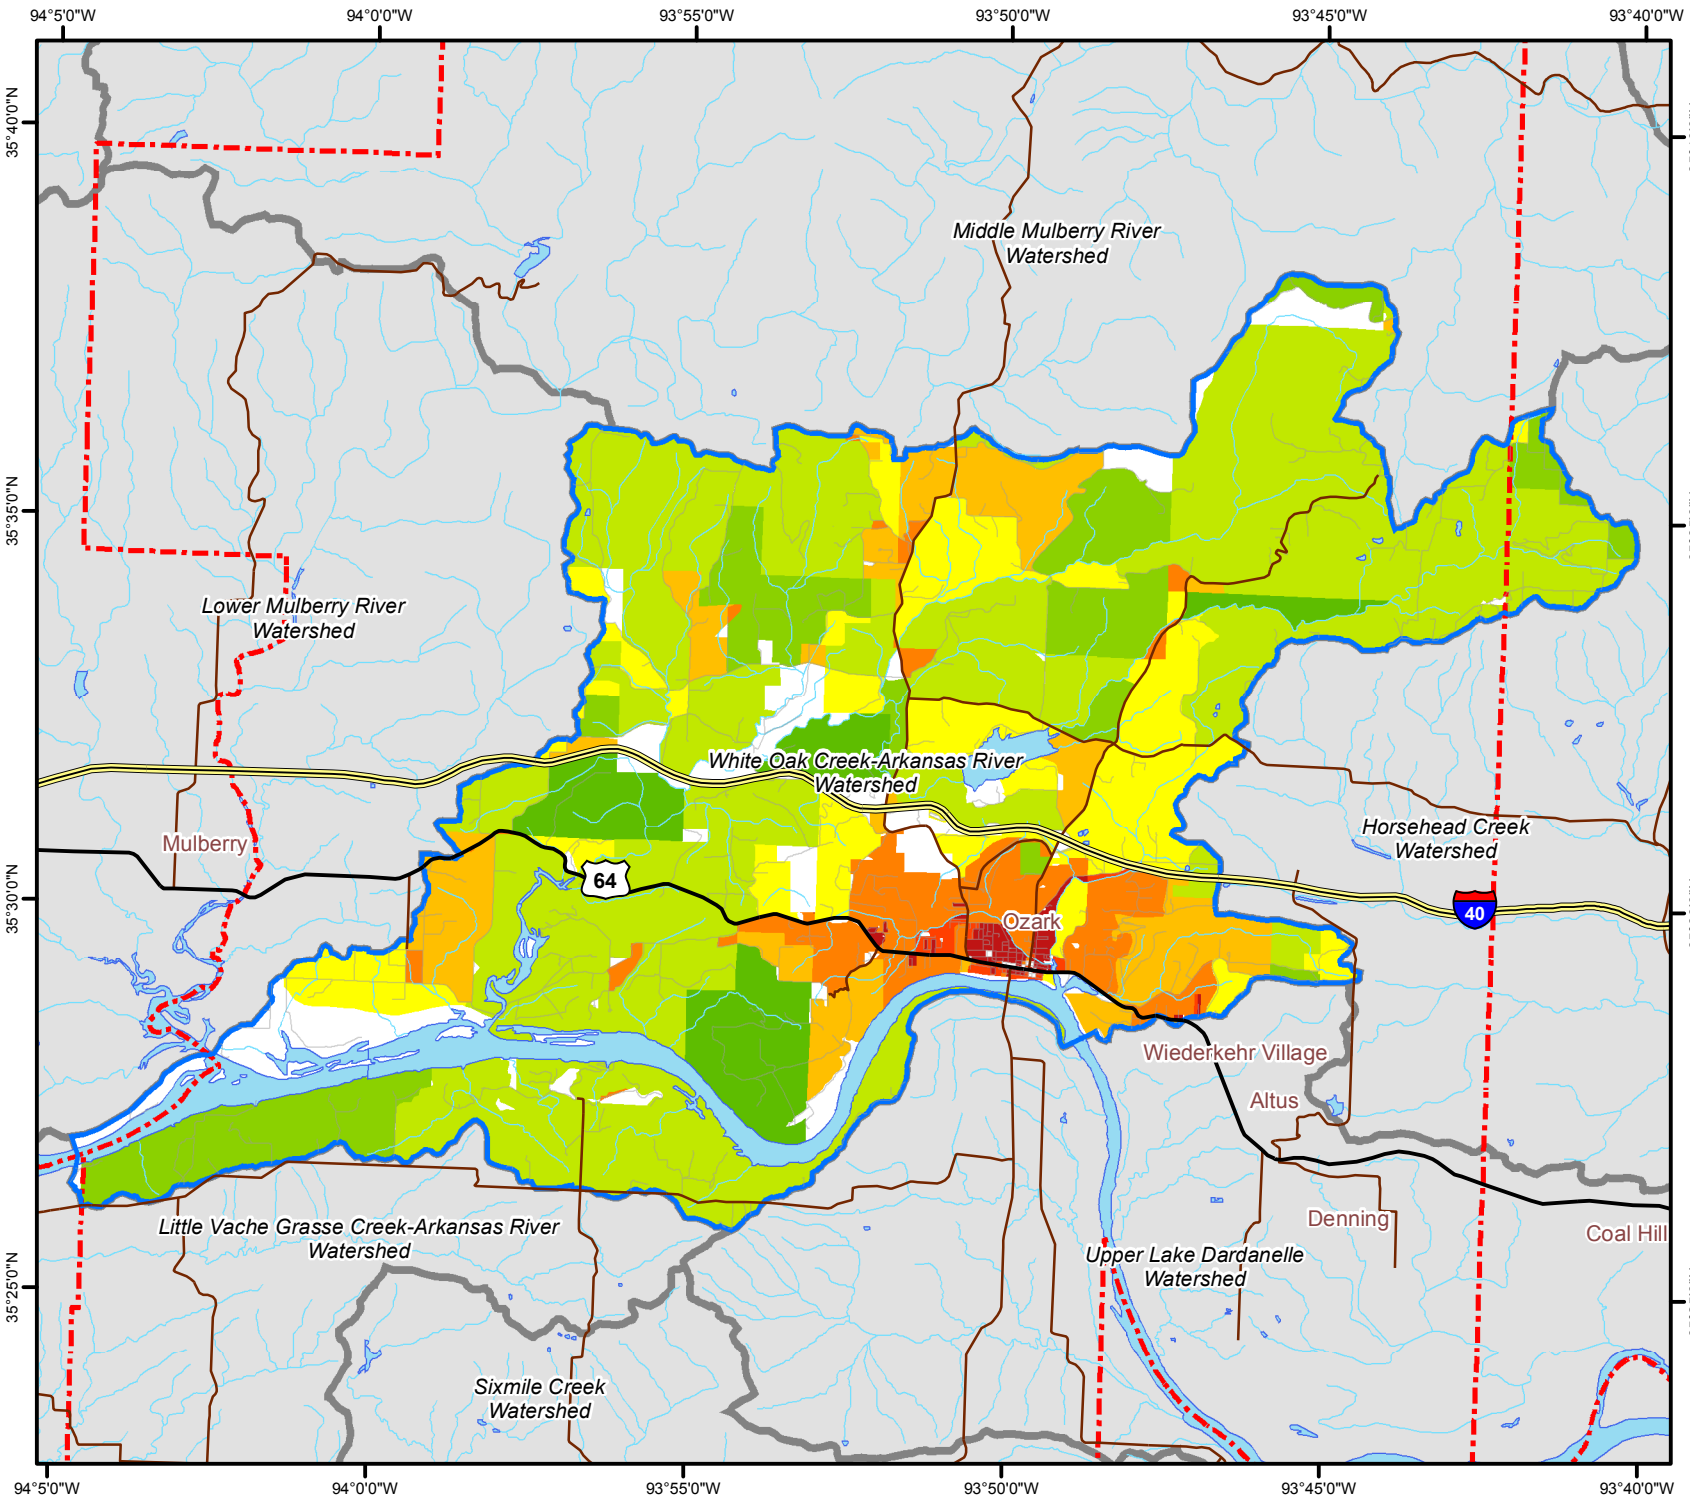 94°5'0"W
94°0'0"W
93°55'0"W
93°50'0"W
93°45'0"W
93°40'0"W
35°40'0"N
Middle Mulberry River
Watershed
35°35'0"N
Lower Mulberry River
Watershed
White Oak Creek-Arkansas River
Watershed
Horsehead Creek
Watershed
Mulberry
64
35°30'0"N
40
Ozark
Wiederkehr Village
Altus
Little Vache Grasse Creek-Arkansas River
Watershed
Denning
Coal Hill
Upper Lake Dardanelle
Watershed
35°25'0"N
Sixmile Creek
Watershed
94°5'0"W
94°0'0"W
93°55'0"W
93°50'0"W
93°45'0"W
93°40'0"W